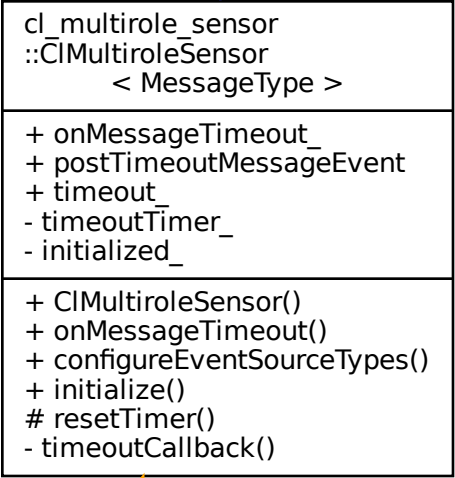 cl_multirole_sensor
::ClMultiroleSensor
< MessageType >
+ onMessageTimeout_
+ postTimeoutMessageEvent
+ timeout_
- timeoutTimer_
- initialized_
+ ClMultiroleSensor()
+ onMessageTimeout()
+ configureEventSourceTypes()
+ initialize()
# resetTimer()
- timeoutCallback()